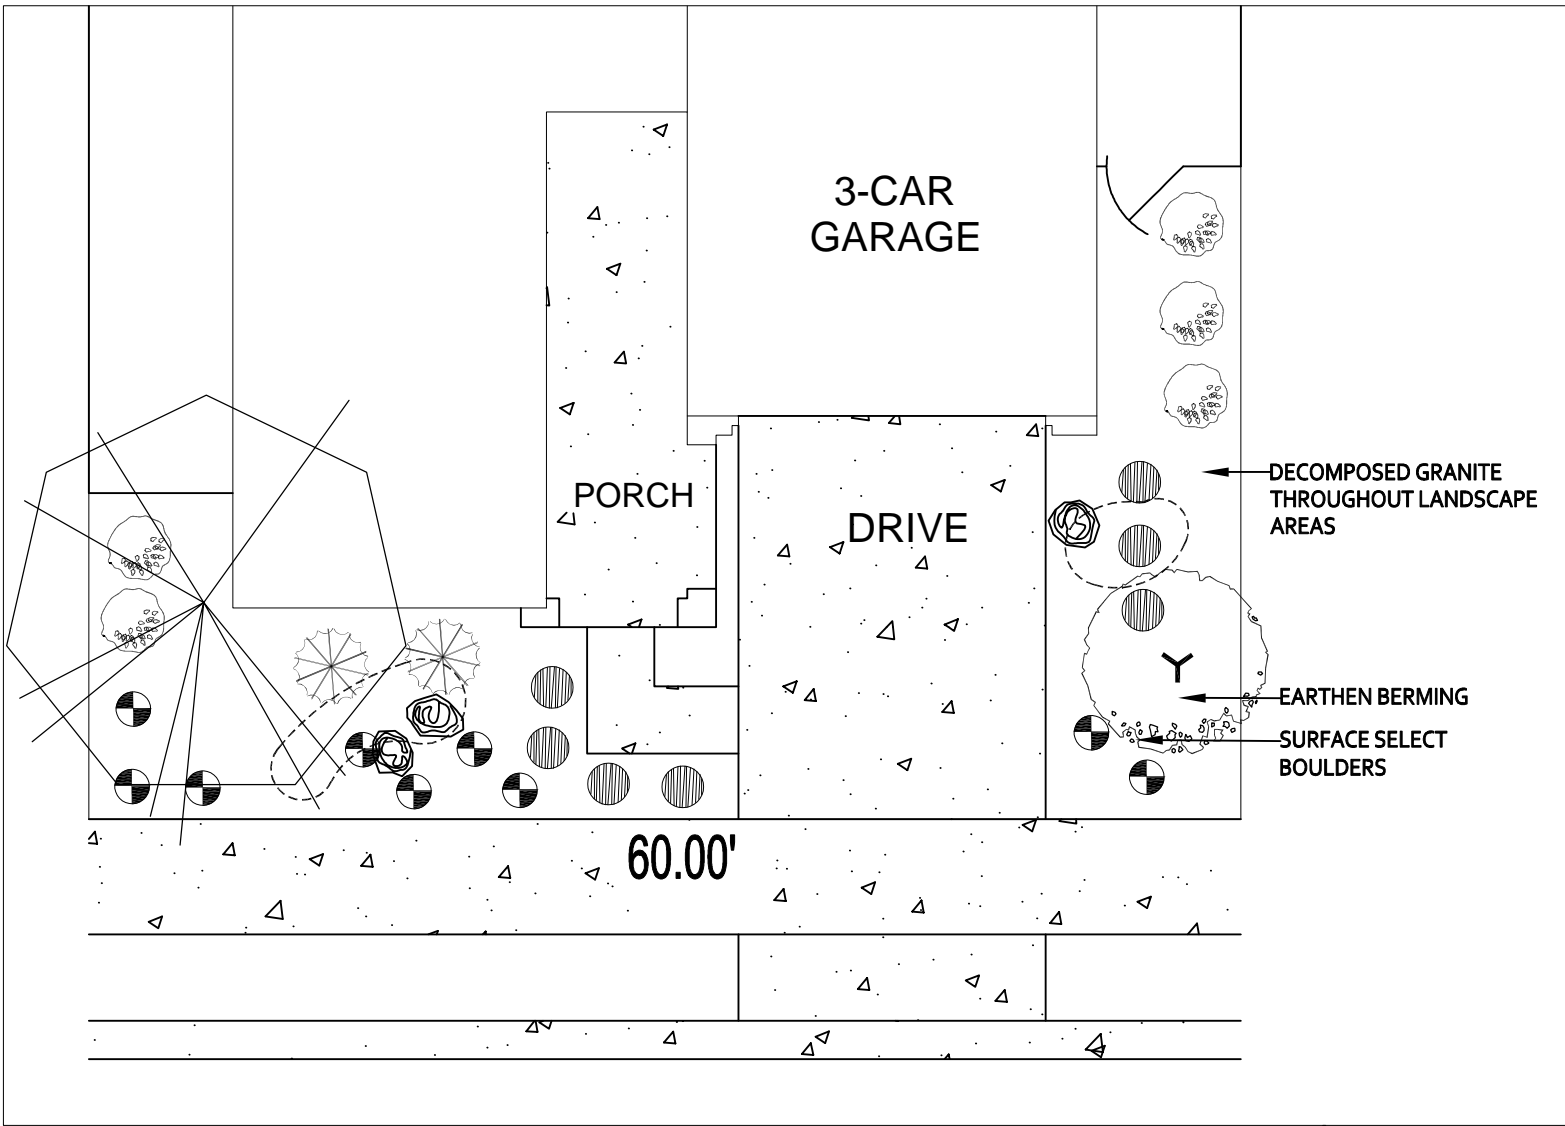 3-CAR
GARAGE
PORCH
DRIVE
DECOMPOSED GRANITE
THROUGHOUT LANDSCAPE
AREAS
EARTHEN BERMING
SURFACE SELECT
BOULDERS
60.00'